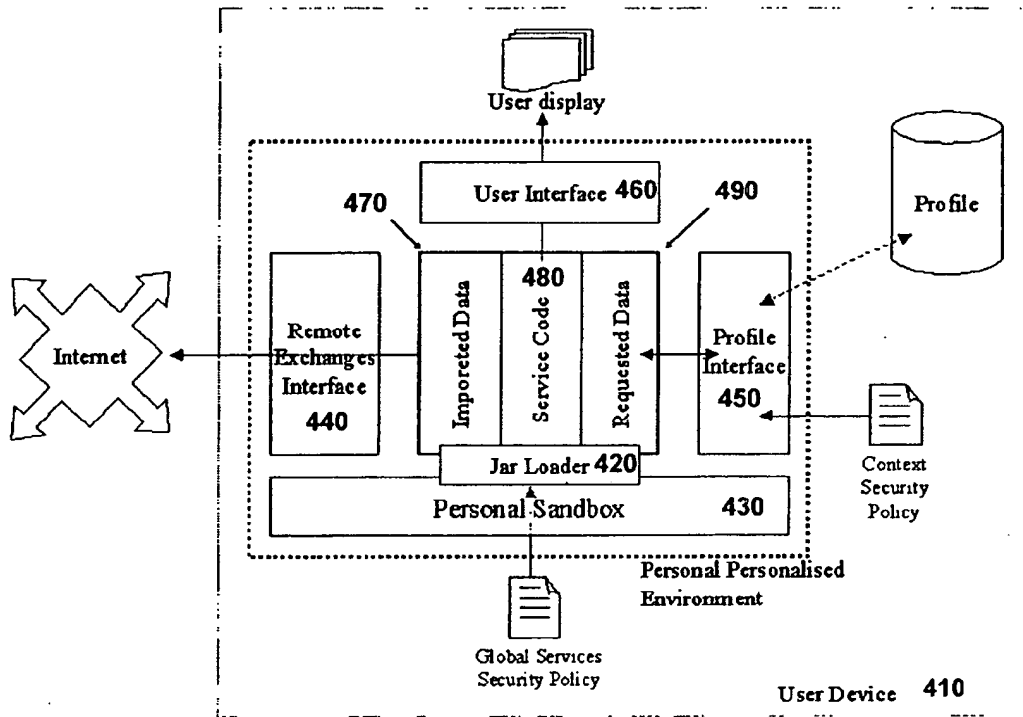 User display
User Interface 460
470
490
Profile
480
Imporeted Data
Service Code
Requested Data
Remote
Exchanges
Interface
440
Profile
Interface
450
Internet
Jar Loader 420
Personal Sandbox 430
Context
Security
Policy
Personal Personalised
Environment
Global Services
Security Policy
User Device 410